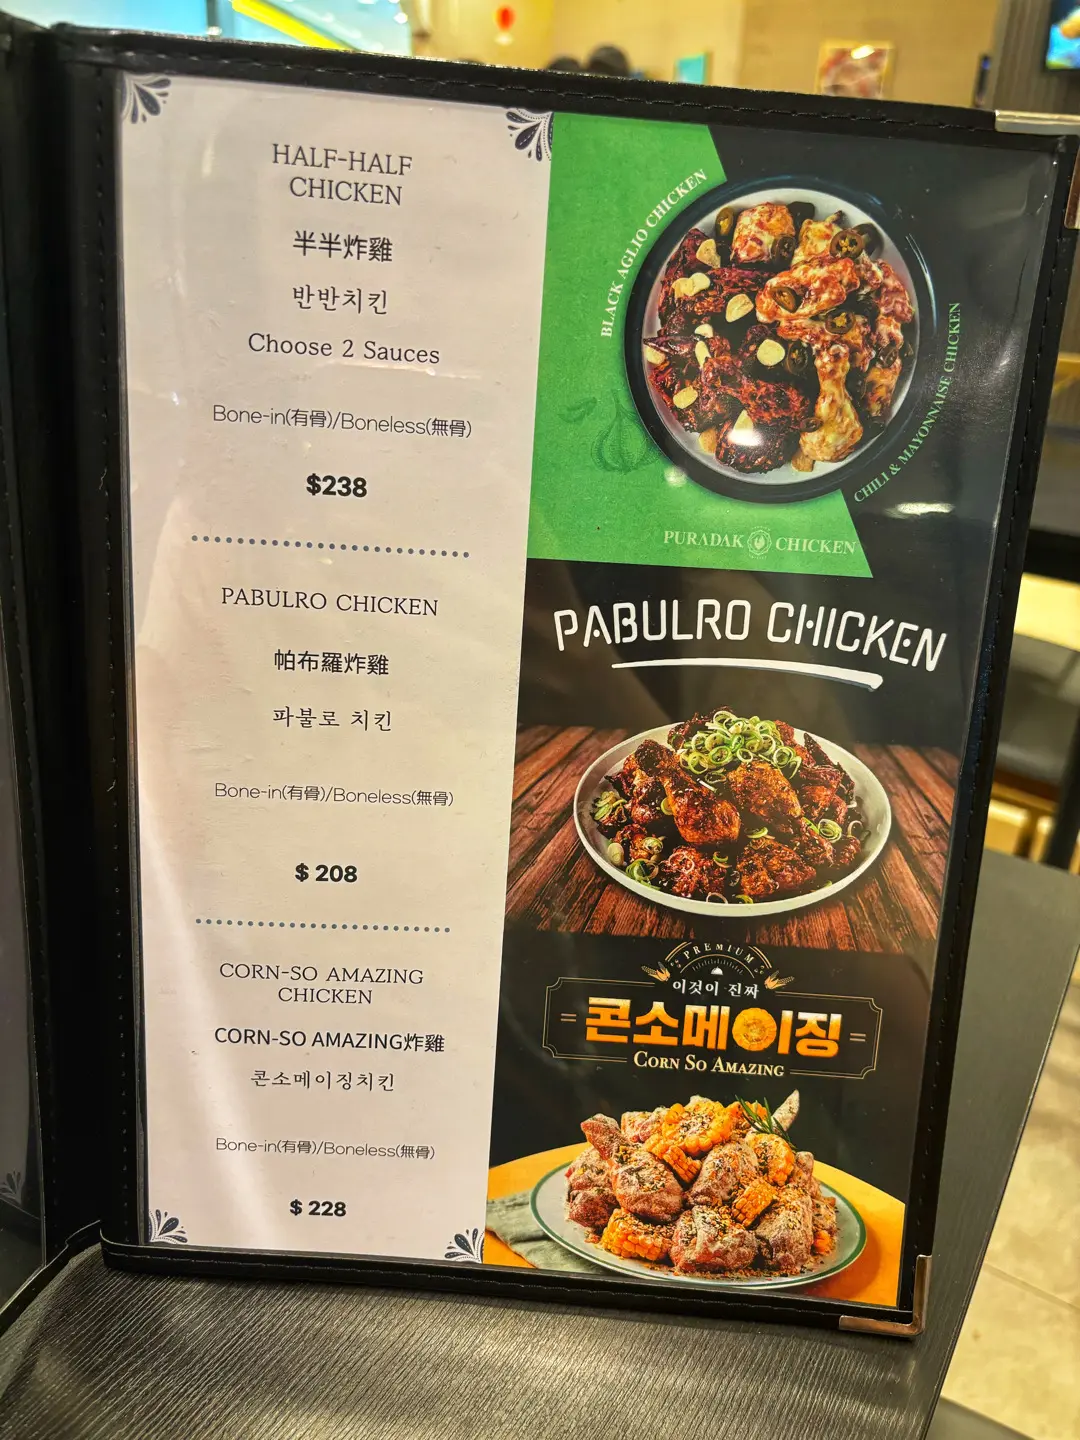 HALF-HALF
CHICKEN
半半炸雞
반반치킨
Choose 2 Sauces
Bone-in(有骨)/Boneless(無骨)
$238
PABULRO CHICKEN
帕布羅炸雞
파불로 치킨
Bone-in(有骨)/Boneless(無骨)
$ 208
CORN-SO AMAZING
CHICKEN
CORN-SO AMAZING炸雞
콘소메이징치킨
Bone-in(有骨)/Boneless(無骨)
$ 228
BLACK AGLIO CHICKEN
CHILI & MAYONNAISE CHICKEN
PURADAK CHICKEN
PABULRO CHICKEN
PREMIUM
이것이 진짜
콘소메이징
CORN SO AMAZING